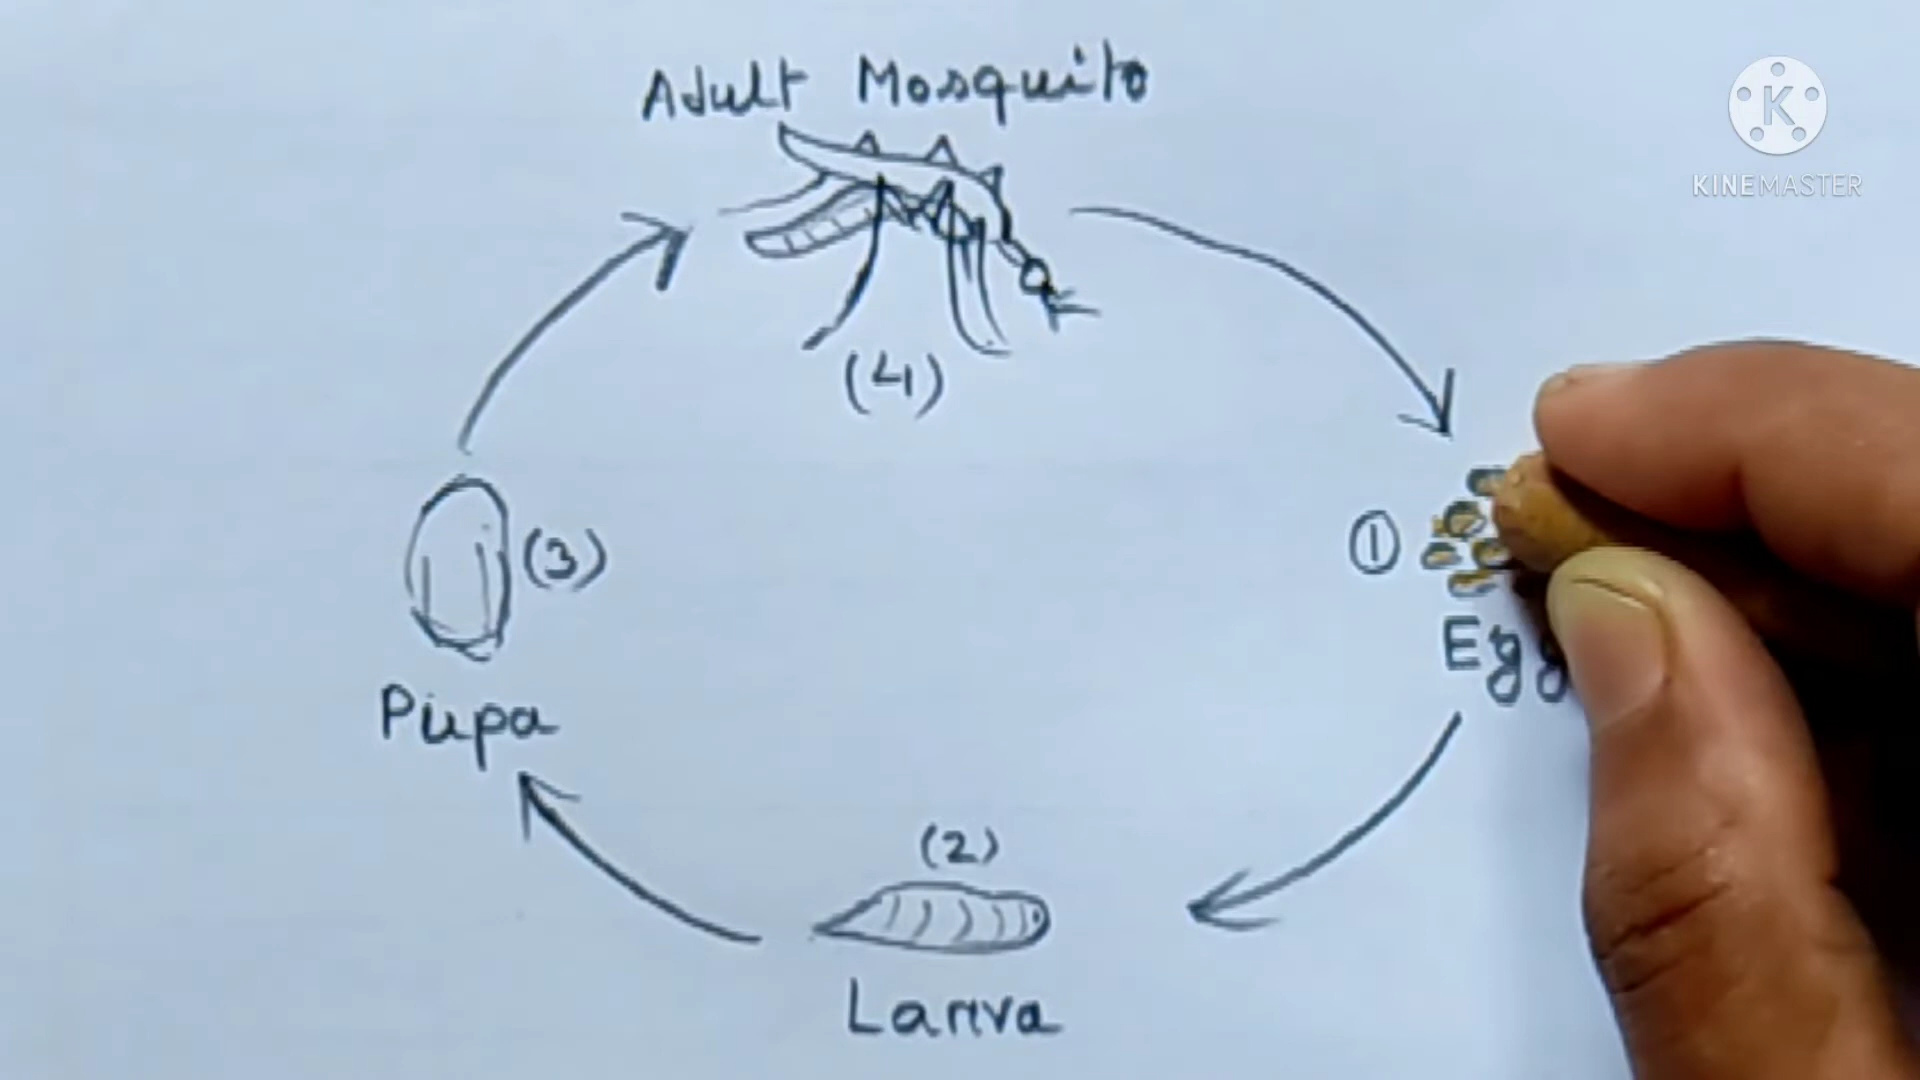 Adult Mosquito
K
KINEMASTER
(4)
(3)
①
Egg
Pupa
(2)
Larva